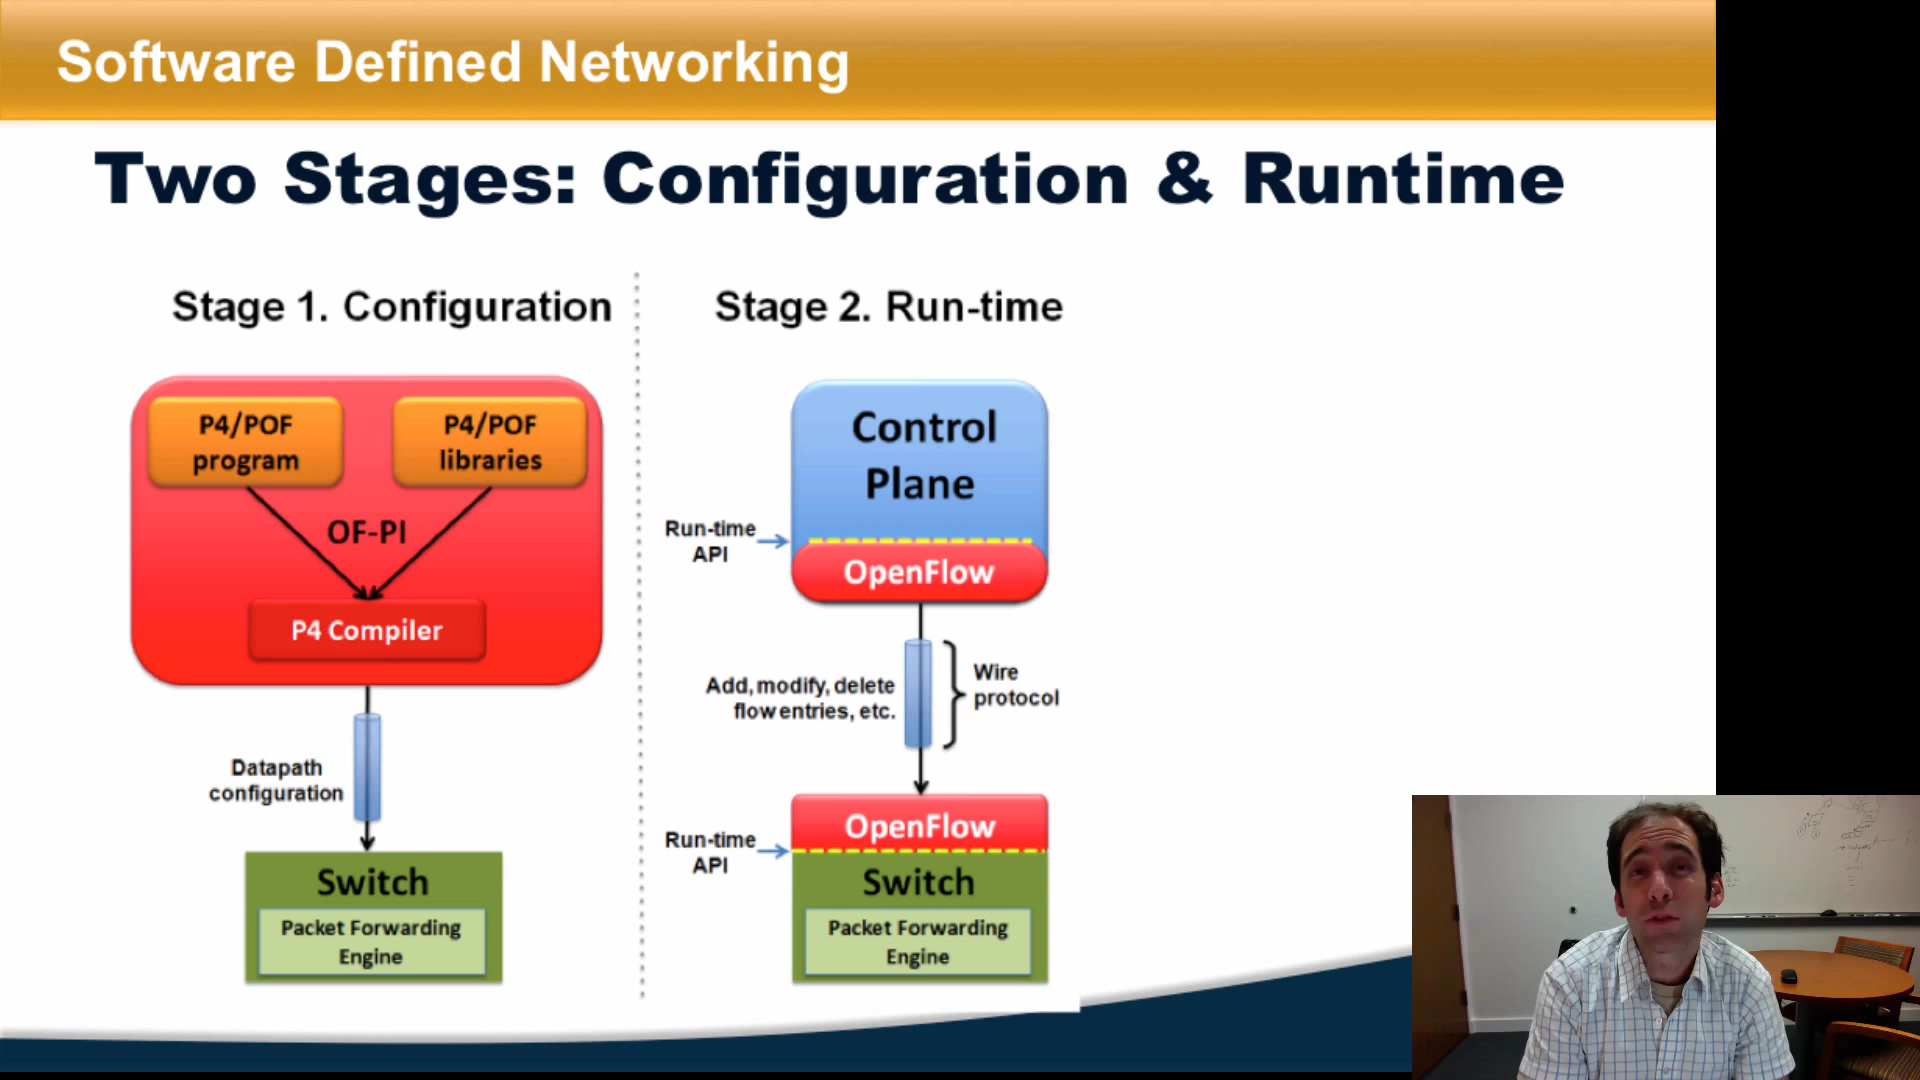 Software Defined Networking
Two Stages: Configuration & Runtime
Stage 1. Configuration
P4/POF
program
P4/POF
libraries
OF-PI
P4 Compiler
Datapath
configuration
Switch
Packet Forwarding
Engine
Stage 2. Run-time
Control
Plane
Run-time
API
OpenFlow
Add, modify, delete
flow entries, etc.
Wire
protocol
OpenFlow
Run-time
API
Switch
Packet Forwarding
Engine